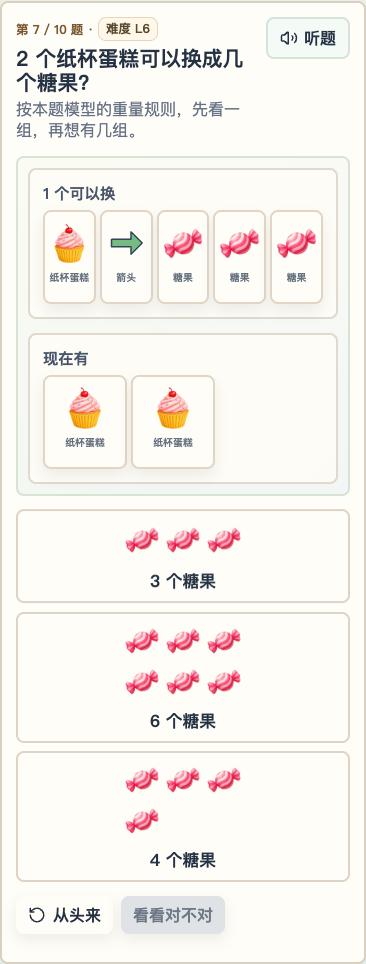 第 7 / 10 题 · 难度 L6
听题
2 个纸杯蛋糕可以换成几
个糖果？
按本题模型的重量规则，先看一
组，再想有几组。
1 个可以换
纸杯蛋糕
箭头
糖果
糖果
糖果
现在有
纸杯蛋糕
纸杯蛋糕
3 个糖果
6 个糖果
4 个糖果
从头来
看看对不对